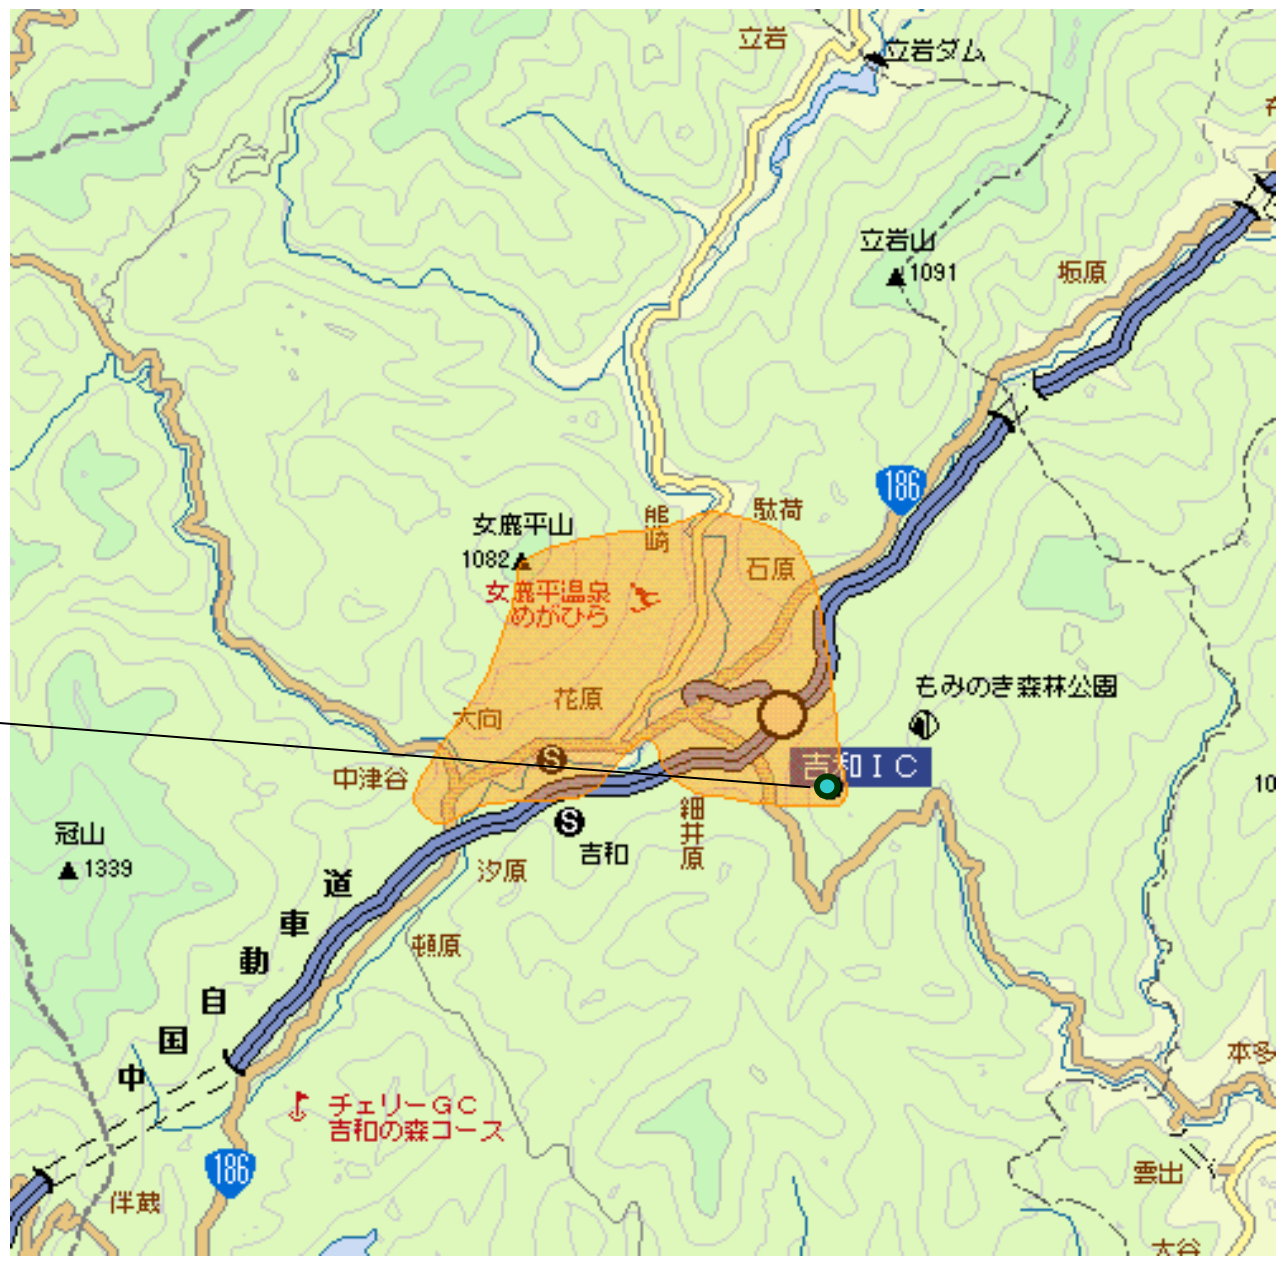 立岩
立岩ダム
立岩山
1091
坂原
186
女鹿平山
1082
熊崎
駄荷
石原
女鹿平温泉
めがひら
花原
大向
中津谷
もみのき森林公園
吉和IC
S
S
吉和
細井原
汐原
冠山
1339
10
頓原
中国自動車道
チェリーGC
吉和の森コース
186
伴蔵
本多
雲出
大谷